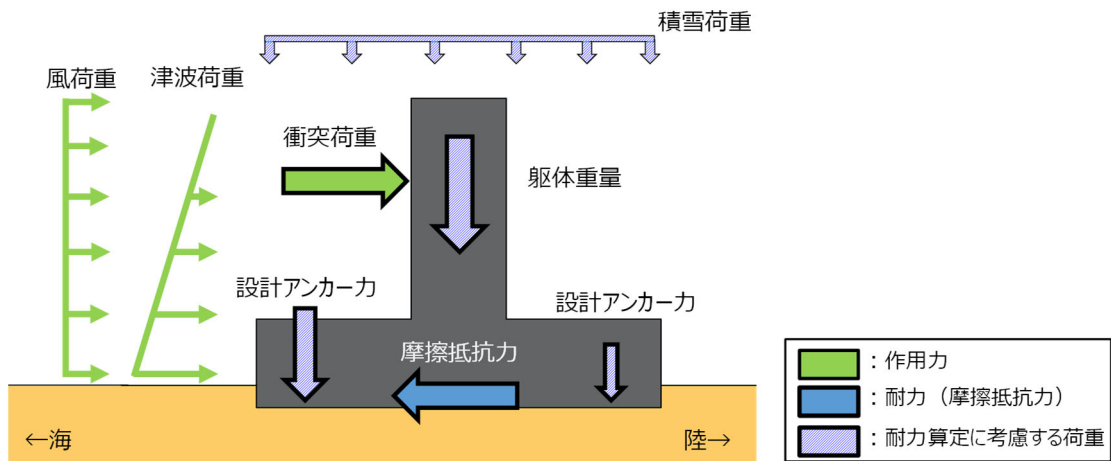 積雪荷重
風荷重
津波荷重
衝突荷重
躯体重量
設計アンカー力
設計アンカー力
摩擦抵抗力
←海
陸→
：作用力
：耐力（摩擦抵抗力）
：耐力算定に考慮する荷重